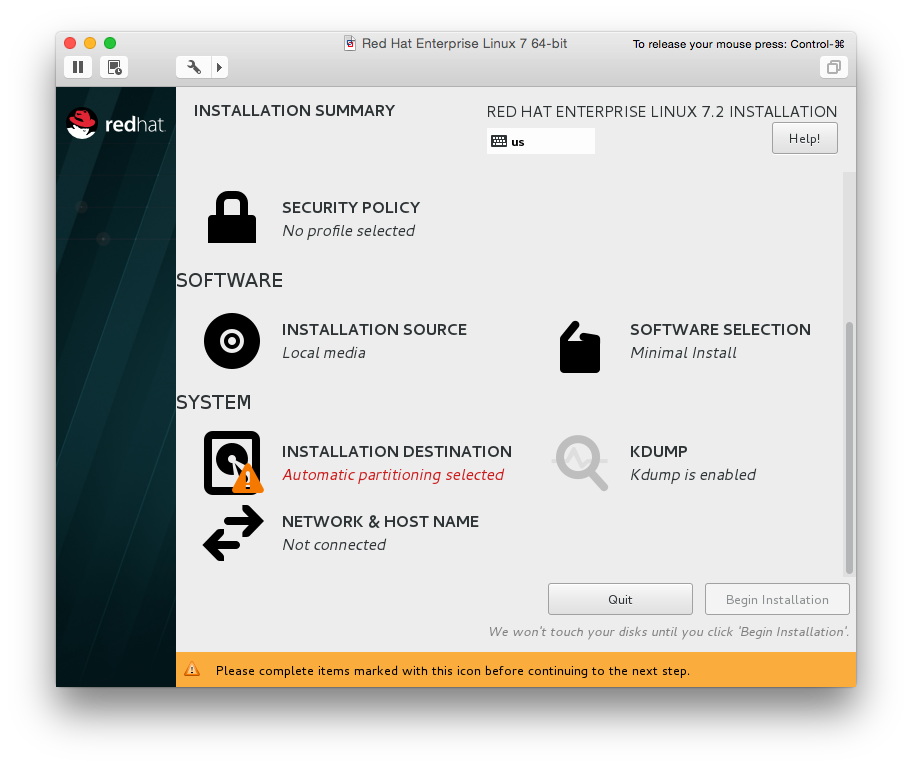 Red Hat Enterprise Linux 7 64-bit
To release your mouse press: Control-⌘
redhat.
INSTALLATION SUMMARY
RED HAT ENTERPRISE LINUX 7.2 INSTALLATION
us
Help!
SECURITY POLICY
No profile selected
SOFTWARE
INSTALLATION SOURCE
Local media
SOFTWARE SELECTION
Minimal Install
SYSTEM
INSTALLATION DESTINATION
Automatic partitioning selected
KDUMP
Kdump is enabled
NETWORK & HOST NAME
Not connected
Quit
Begin Installation
We won't touch your disks until you click 'Begin Installation'.
Please complete items marked with this icon before continuing to the next step.